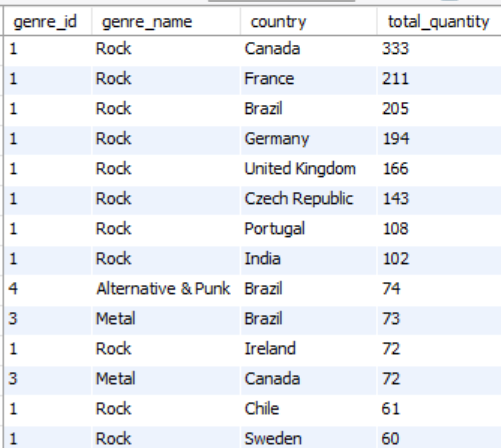 genre_id genre_name country total_quantity
1 Rock Canada 333
1 Rock France 211
1 Rock Brazil 205
1 Rock Germany 194
1 Rock United Kingdom 166
1 Rock Czech Republic 143
1 Rock Portugal 108
1 Rock India 102
4 Alternative & Punk Brazil 74
3 Metal Brazil 73
1 Rock Ireland 72
3 Metal Canada 72
1 Rock Chile 61
1 Rock Sweden 60